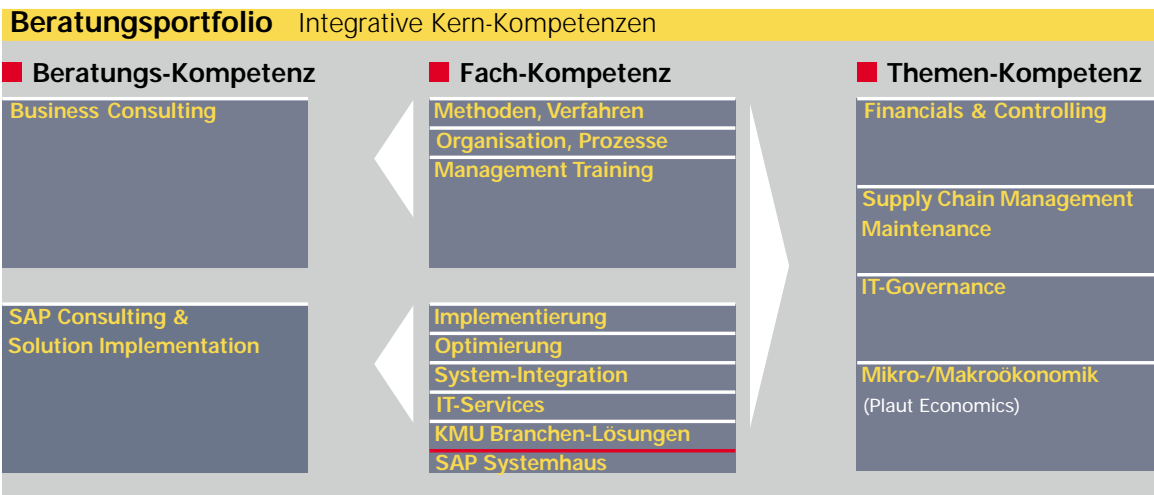 Beratungsportfolio Integrative Kern-Kompetenzen
Beratungs-Kompetenz
Business Consulting
SAP Consulting &
Solution Implementation
Fach-Kompetenz
Methoden, Verfahren
Organisation, Prozesse
Management Training
Implementierung
Optimierung
System-Integration
IT-Services
KMU Branchen-Lösungen
SAP Systemhaus
Themen-Kompetenz
Financials & Controlling
Supply Chain Management
Maintenance
IT-Governance
Mikro-/Makroökonomik
(Plaut Economics)